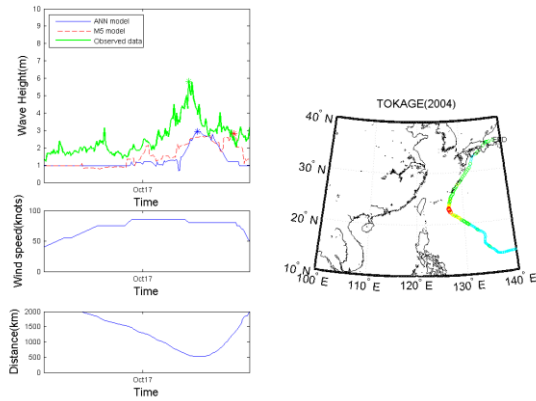 ANN model
M5 model
Observed data
Wave Height(m)
10
9
8
7
6
5
4
3
2
1
0
Oct17
Time
Wind speed(Knots)
100
50
0
Oct17
Time
Distance(km)
2000
1500
1000
500
0
Oct17
Time
TOKAGE(2004)
40° N
30° N
20° N
10° N
100° E
110° E
120° E
130° E
140° E